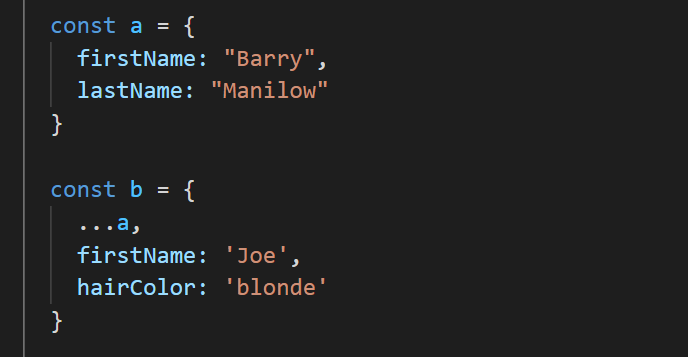 const a = {
  firstName: "Barry",
  lastName: "Manilow"
}
const b = {
  ...a,
  firstName: 'Joe',
  hairColor: 'blonde'
}